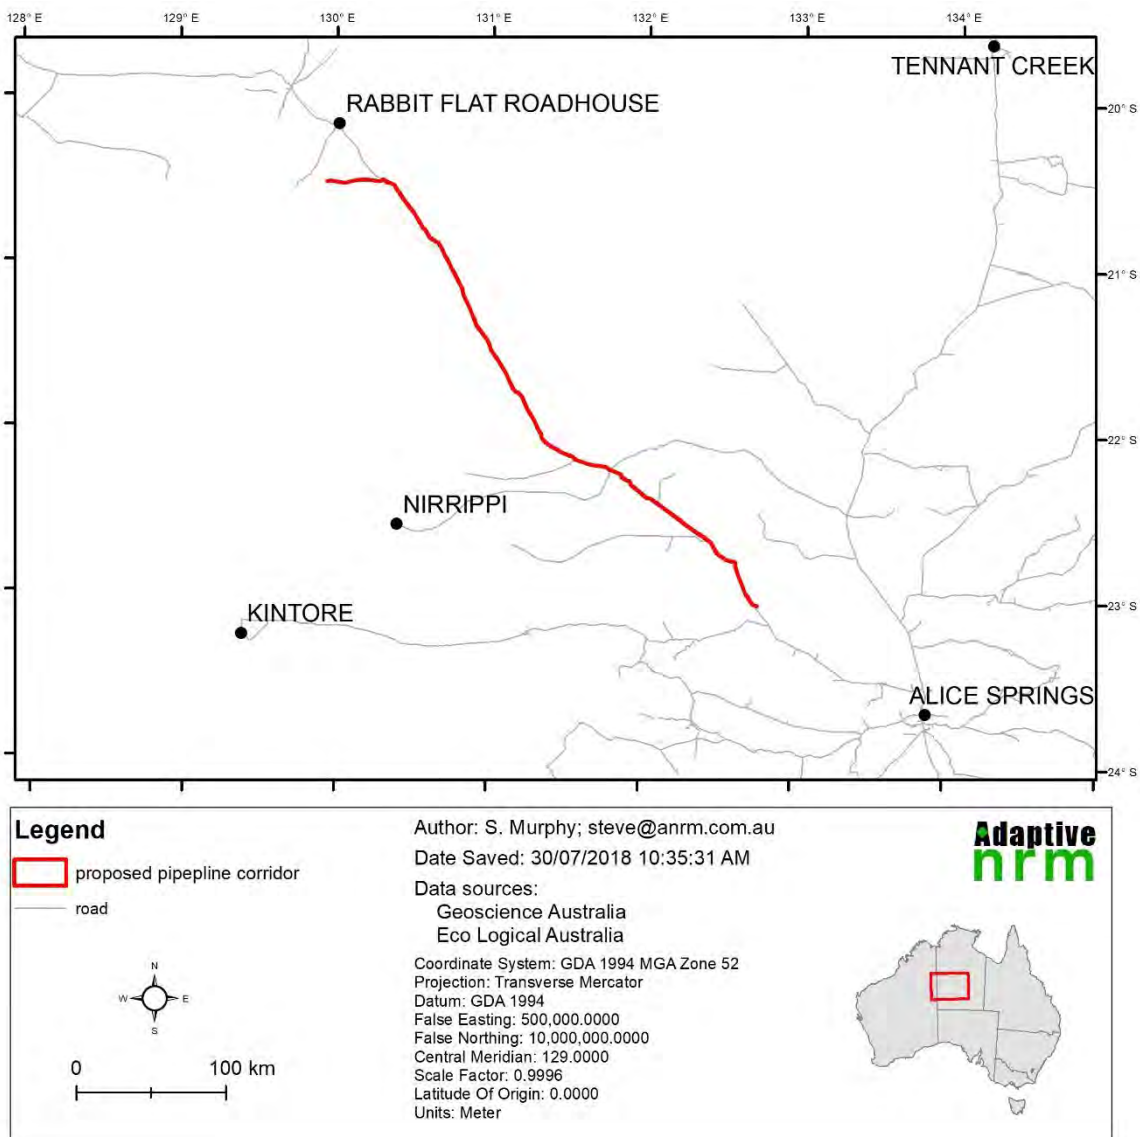 128° E 129° E 130° E 131° E 132° E 133° E 134° E
TENNANT CREEK
RABBIT FLAT ROADHOUSE
20° S
21° S
22° S
NIRRIPPI
23° S
KINTORE
ALICE SPRINGS
24° S
Legend
proposed pipepline corridor
road
N
W E
S
0 100 km
Author: S. Murphy; steve@anrm.com.au
Date Saved: 30/07/2018 10:35:31 AM
Data sources:
Geoscience Australia
Eco Logical Australia
Coordinate System: GDA 1994 MGA Zone 52
Projection: Transverse Mercator
Datum: GDA 1994
False Easting: 500,000.0000
False Northing: 10,000,000.0000
Central Meridian: 129.0000
Scale Factor: 0.9996
Latitude Of Origin: 0.0000
Units: Meter
Adaptive
nrm